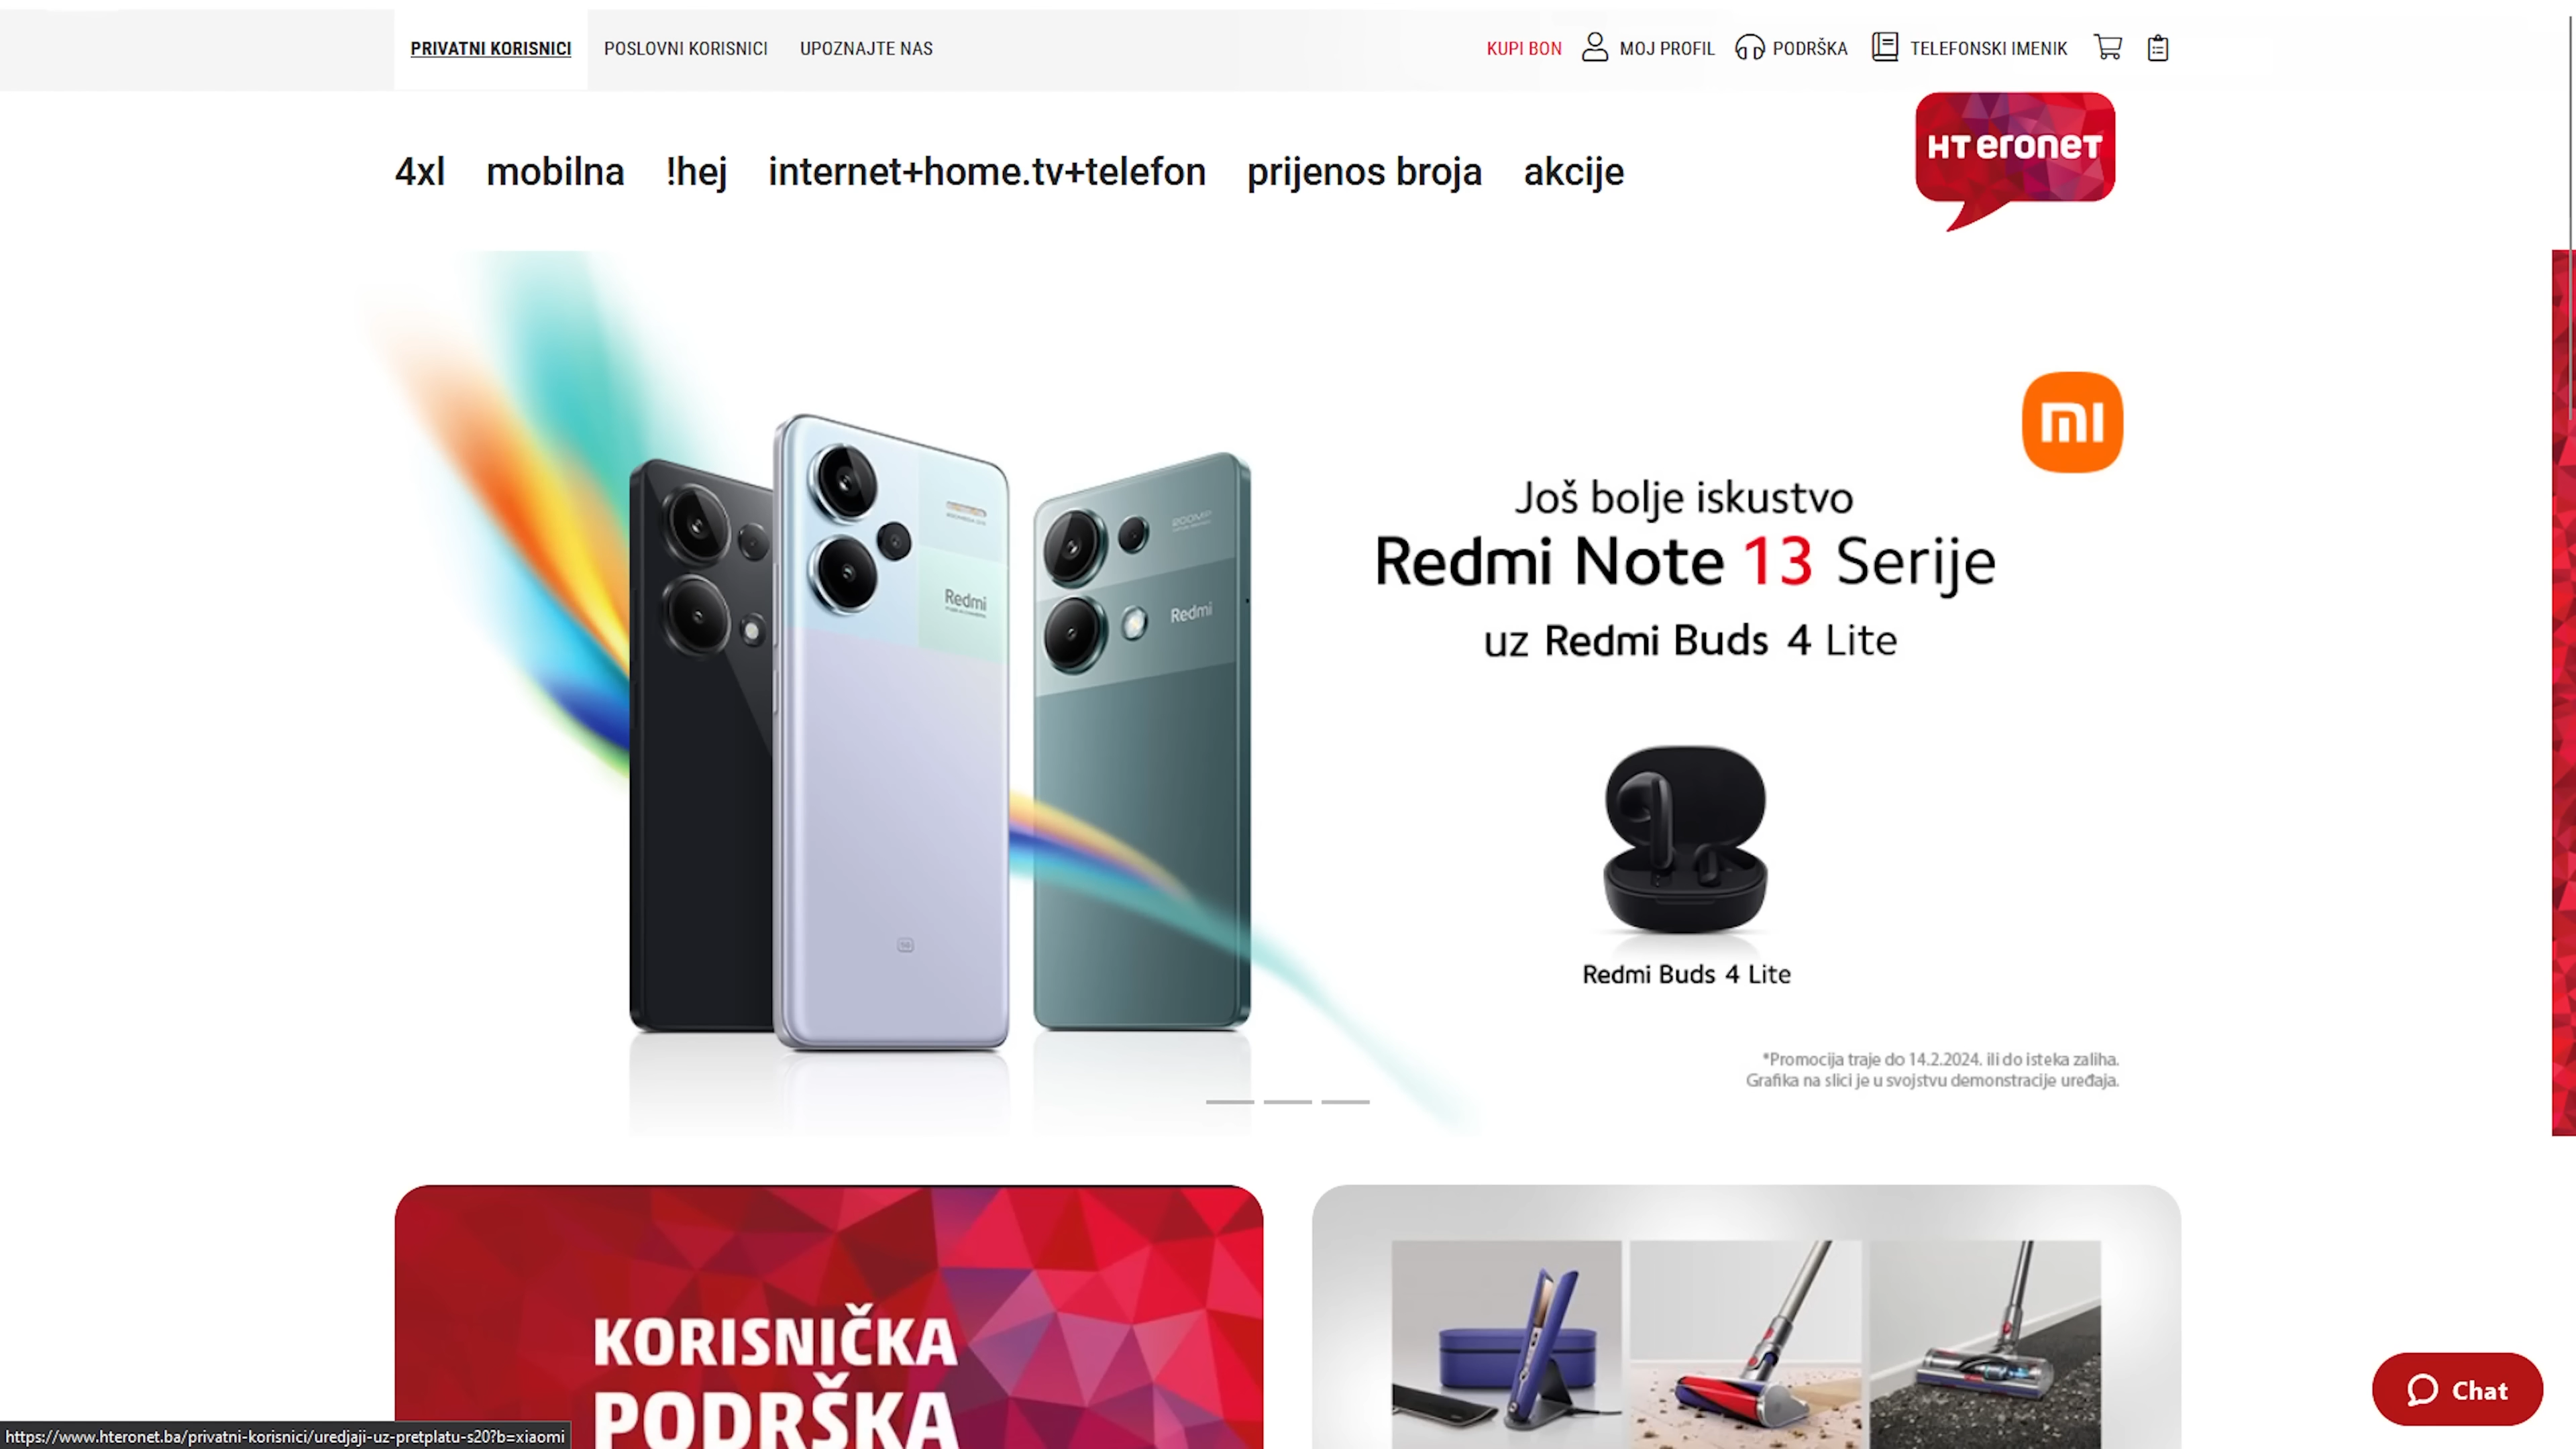 PRIVATNI KORISNICI POSLOVNI KORISNICI UPOZNAJTE NAS KUPI BON MOJ PROFIL PODRŠKA TELEFONSKI IMENIK
4xl mobilna !hej internet+home.tv+telefon prijenos broja akcije
HT eronet
mi
Još bolje iskustvo
Redmi Note 13 Serije
uz Redmi Buds 4 Lite
Redmi
200MP
Redmi
Redmi Buds 4 Lite
*Promocija traje do 14.2.2024. ili do isteka zaliha.
Grafika na slici je u svojstvu demonstracije uređaja.
KORISNIČKA
PODRŠKA
Chat
https://www.hteronet.ba/privatni-korisnici/uredjaji-uz-pretplatu-s20?b=xiaomi